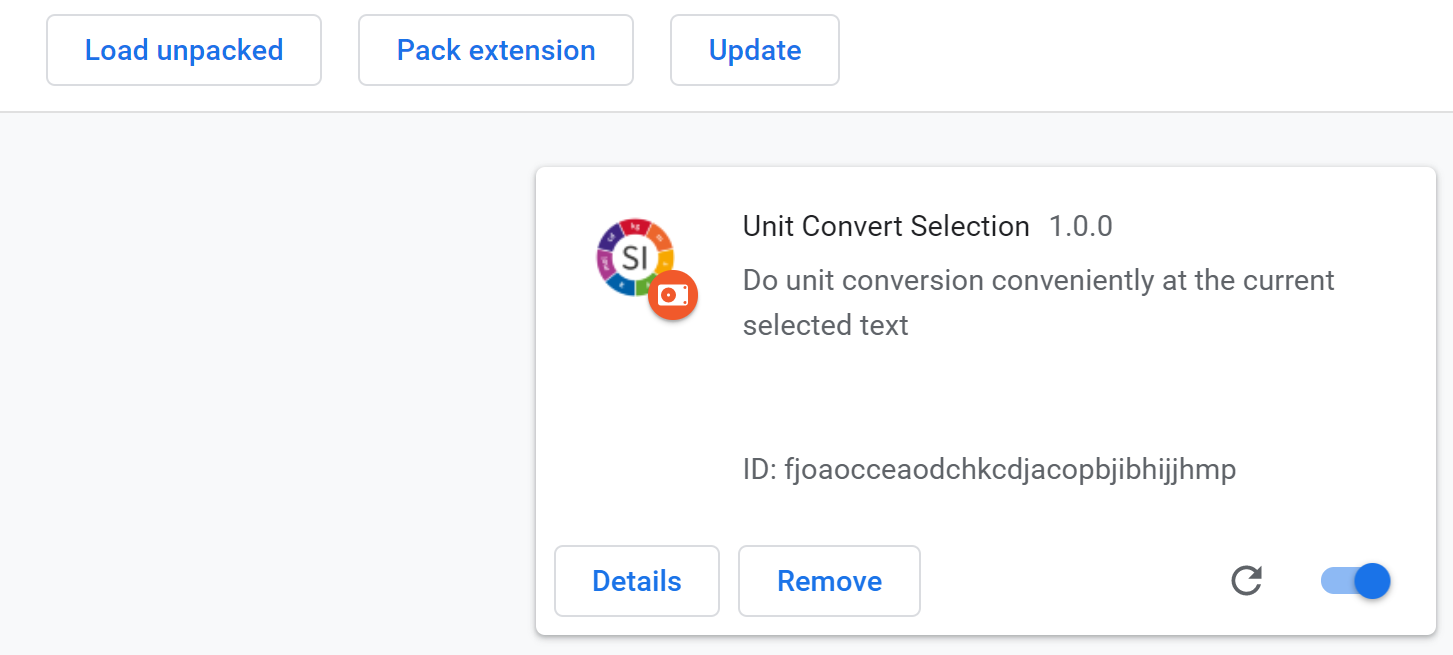 Load unpacked Pack extension Update
Unit Convert Selection 1.0.0
Do unit conversion conveniently at the current
selected text
SI
kg
ID: fjoaocceaodchkcdjacopbjibhijjhmp
Details Remove